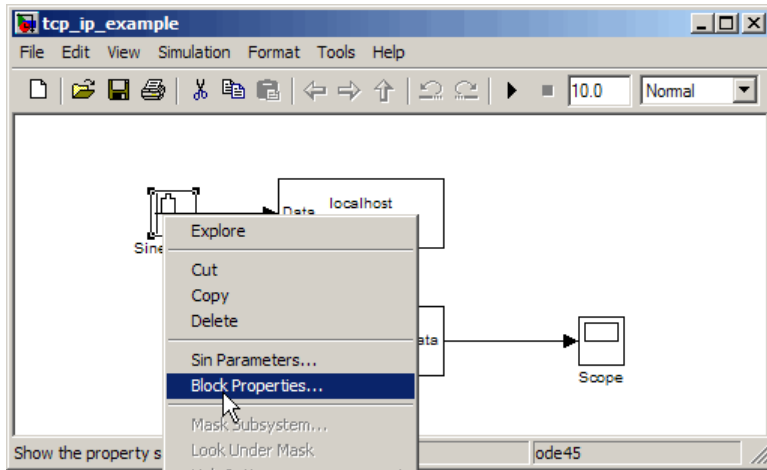 tcp_ip_example
File Edit View Simulation Format Tools Help
10.0 Normal
localhost
Data
Sine
Explore
Cut
Copy
Delete
Sin Parameters...
Block Properties...
Mask Subsystem...
Look Under Mask
ata
Scope
Show the property s
ode45